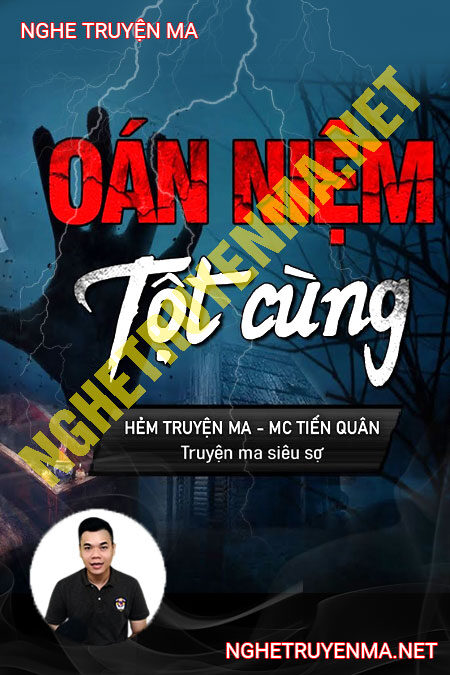 NGHE TRUYỆN MA
OÁN NIỆM
Tột cùng
NGHETRUYENMA.NET
HẺM TRUYỆN MA - MC TIẾN QUÂN
Truyện ma siêu sợ
NGHETRUYENMA.NET